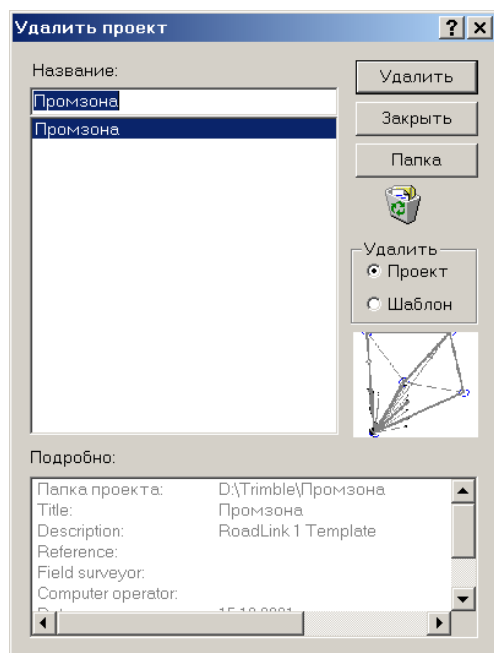 Удалить проект
Название:
Промзона
Промзона
Удалить
Закрыть
Папка
Удалить
Проект
Шаблон
Подробно:
Папка проекта: D:\Trimble\Промзона
Title: Промзона
Description: RoadLink 1 Template
Reference:
Field surveyor:
Computer operator: